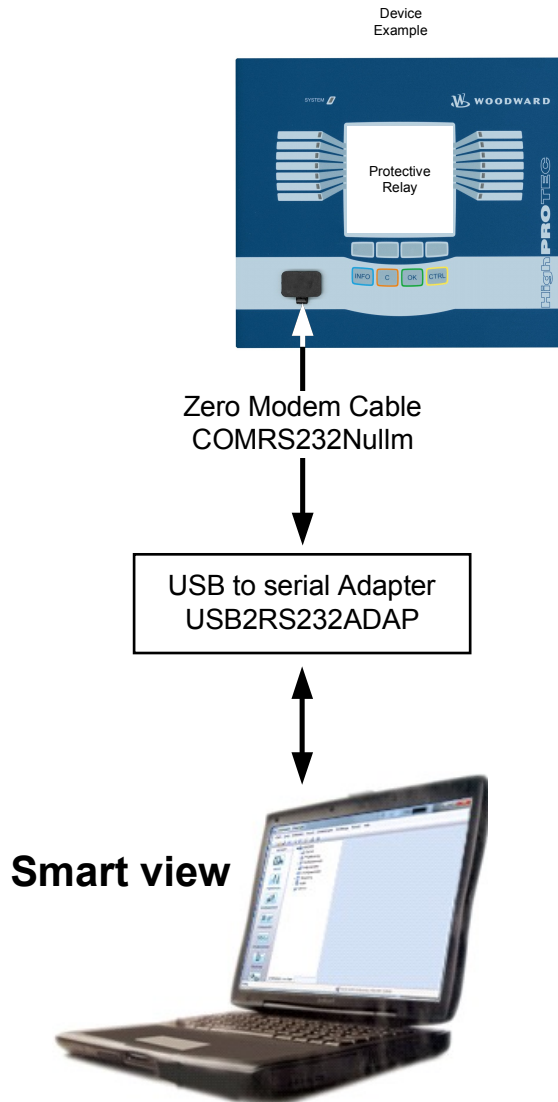 Device
Example
SYSTEM
WOODWARD
Protective
Relay
HighPROTEC
INFO
C
OK
CTRL
Zero Modem Cable
COMRS232Nullm
USB to serial Adapter
USB2RS232ADAP
Smart view